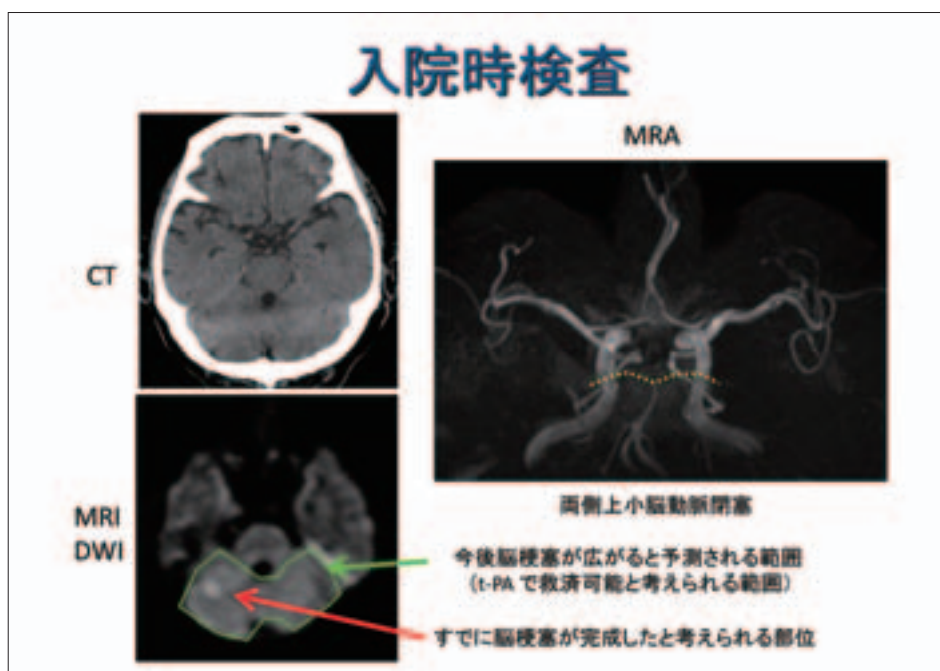 入院時検査
CT
MRA
MRI
DWI
両側上小脳動脈閉塞
今後脳梗塞が広がると予測される範囲
(t-PAで救済可能と考えられる範囲)
すでに脳梗塞が完成したと考えられる部位